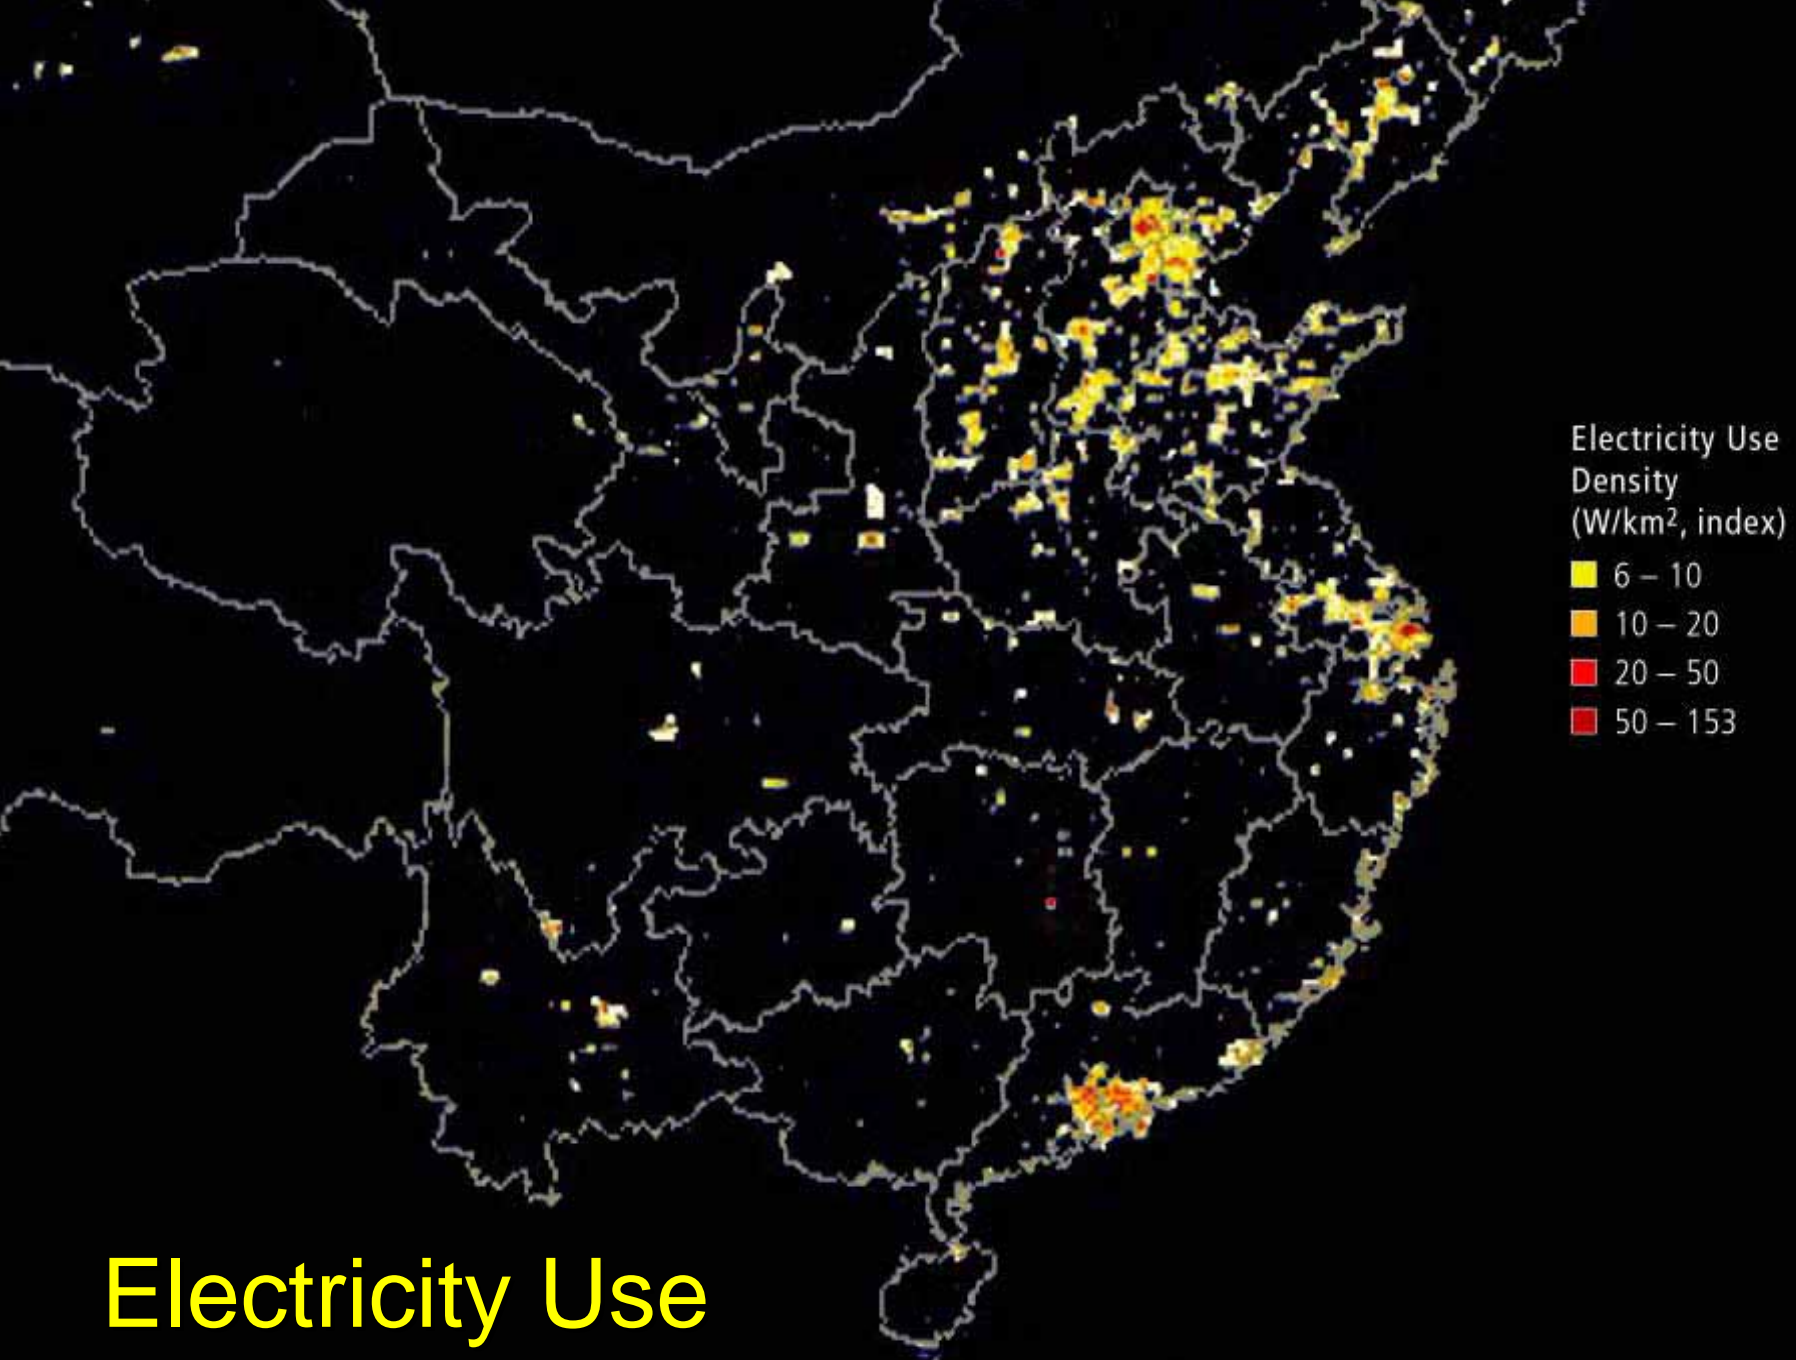 Electricity Use
Density
(W/km², index)
6 – 10
10 – 20
20 – 50
50 – 153
Electricity Use